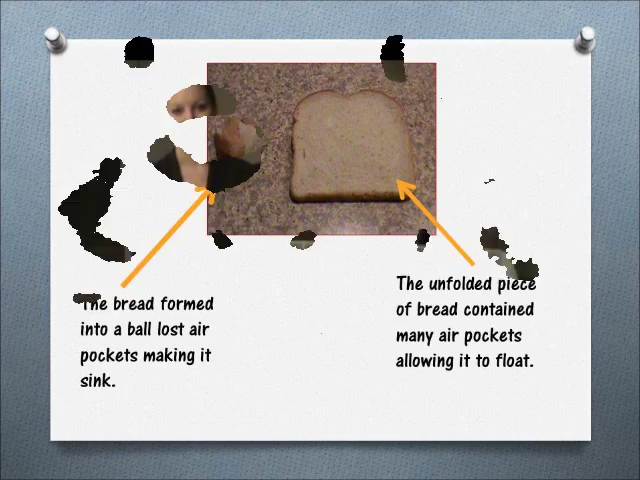 The bread formed
into a ball lost air
pockets making it
sink.
The unfolded piece
of bread contained
many air pockets
allowing it to float.